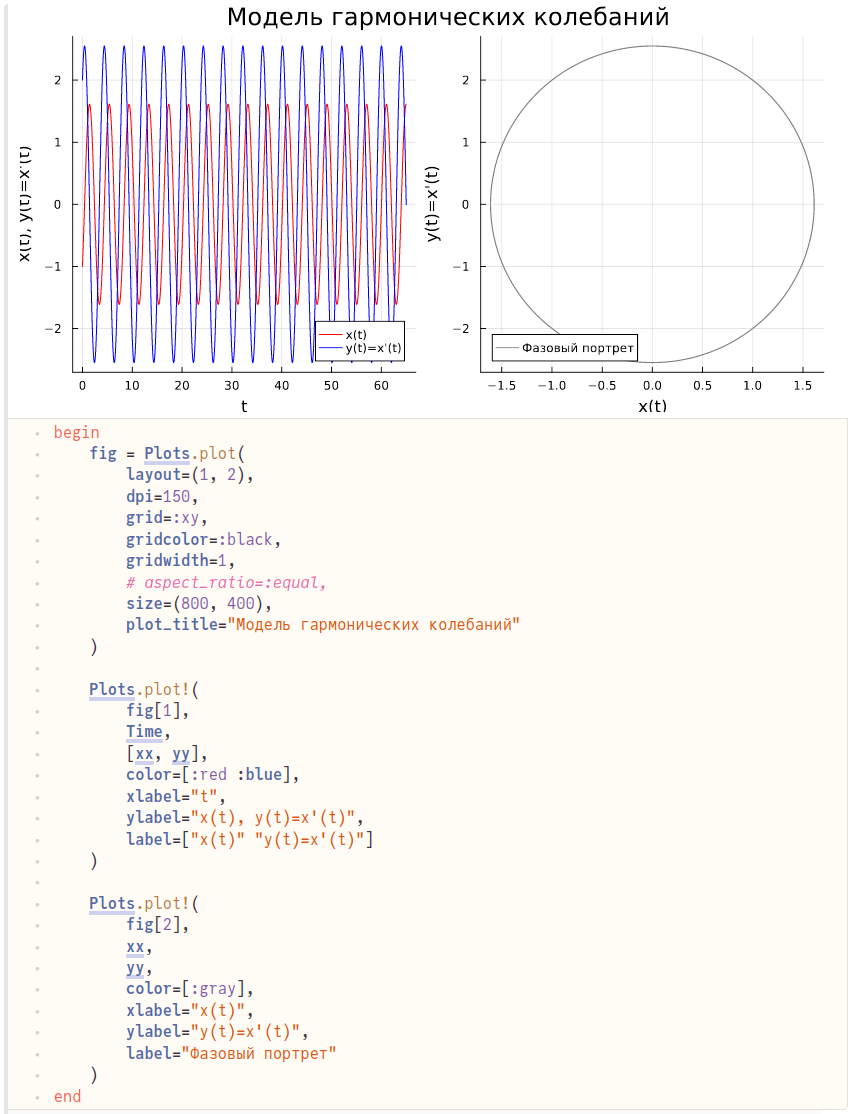 Модель гармонических колебаний
x(t), y(t)=x'(t)
2
1
0
−1
−2
0 10 20 30 40 50 60
t
x(t)
y(t)=x'(t)
y(t)=x'(t)
2
1
0
−1
−2
−1.5 −1.0 −0.5 0.0 0.5 1.0 1.5
x(t)
Фазовый портрет
begin
fig = Plots.plot(
layout=(1, 2),
dpi=150,
grid=:xy,
gridcolor=:black,
gridwidth=1,
# aspect_ratio=:equal,
size=(800, 400),
plot_title="Модель гармонических колебаний"
)
Plots.plot!(
fig[1],
Time,
[xx, yy],
color=[:red :blue],
xlabel="t",
ylabel="x(t), y(t)=x'(t)",
label=["x(t)" "y(t)=x'(t)"]
)
Plots.plot!(
fig[2],
xx,
yy,
color=[:gray],
xlabel="x(t)",
ylabel="y(t)=x'(t)",
label="Фазовый портрет"
)
end